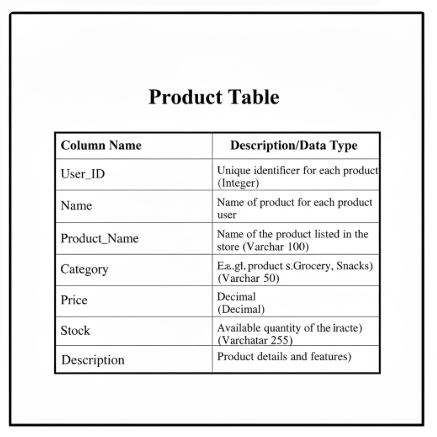 Product Table
Column Name Description/Data Type
User_ID Unique identificer for each product
(Integer)
Name Name of product for each product
user
Product_Name Name of the product listed in the
store (Varchar 100)
Category Ea..gl. product s.Grocery, Snacks)
(Varchar 50)
Price Decimal
(Decimal)
Stock Available quantity of the iracte)
(Varchatar 255)
Description Product details and features)